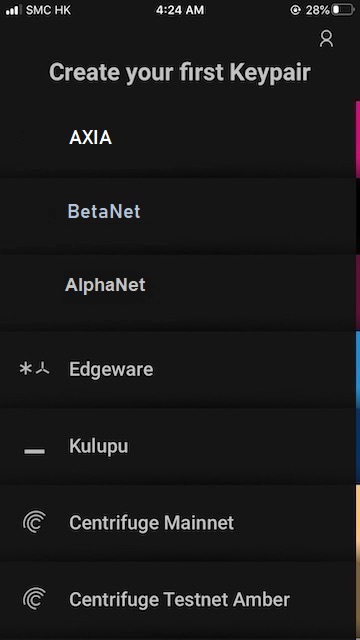 SMC HK 4:24 AM 28%
Create your first Keypair
AXIA
BetaNet
AlphaNet
Edgeware
Kulupu
Centrifuge Mainnet
Centrifuge Testnet Amber